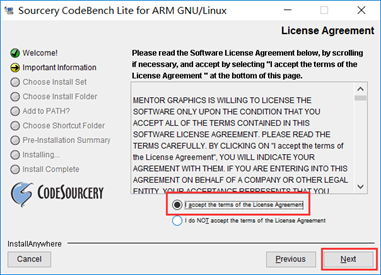 Sourcery CodeBench Lite for ARM GNU/Linux
License Agreement
Welcome!
Important Information
Choose Install Set
Choose Install Folder
Add to PATH?
Choose Shortcut Folder
Pre-Installation Summary
Installing...
Install Complete
CODESOURCERY
Please read the Software License Agreement below, by scrolling
if necessary, and accept by selecting "I accept the terms of the
License Agreement " at the bottom of this page.
MENTOR GRAPHICS IS WILLING TO LICENSE THE
SOFTWARE ONLY UPON THE CONDITION THAT YOU
ACCEPT ALL OF THE TERMS CONTAINED IN THIS
SOFTWARE LICENSE AGREEMENT. PLEASE READ THE
TERMS CAREFULLY. BY CLICKING ON "I accept the terms of
the License Agreement", YOU WILL INDICATE YOUR
AGREEMENT WITH THEM. IF YOU ARE ENTERING INTO THIS
AGREEMENT ON BEHALF OF A COMPANY OR OTHER LEGAL
ENTITY, YOUR ACCEPTANCE REPRESENTS THAT YOU
I accept the terms of the License Agreement
I do NOT accept the terms of the License Agreement
InstallAnywhere
Cancel
Previous
Next